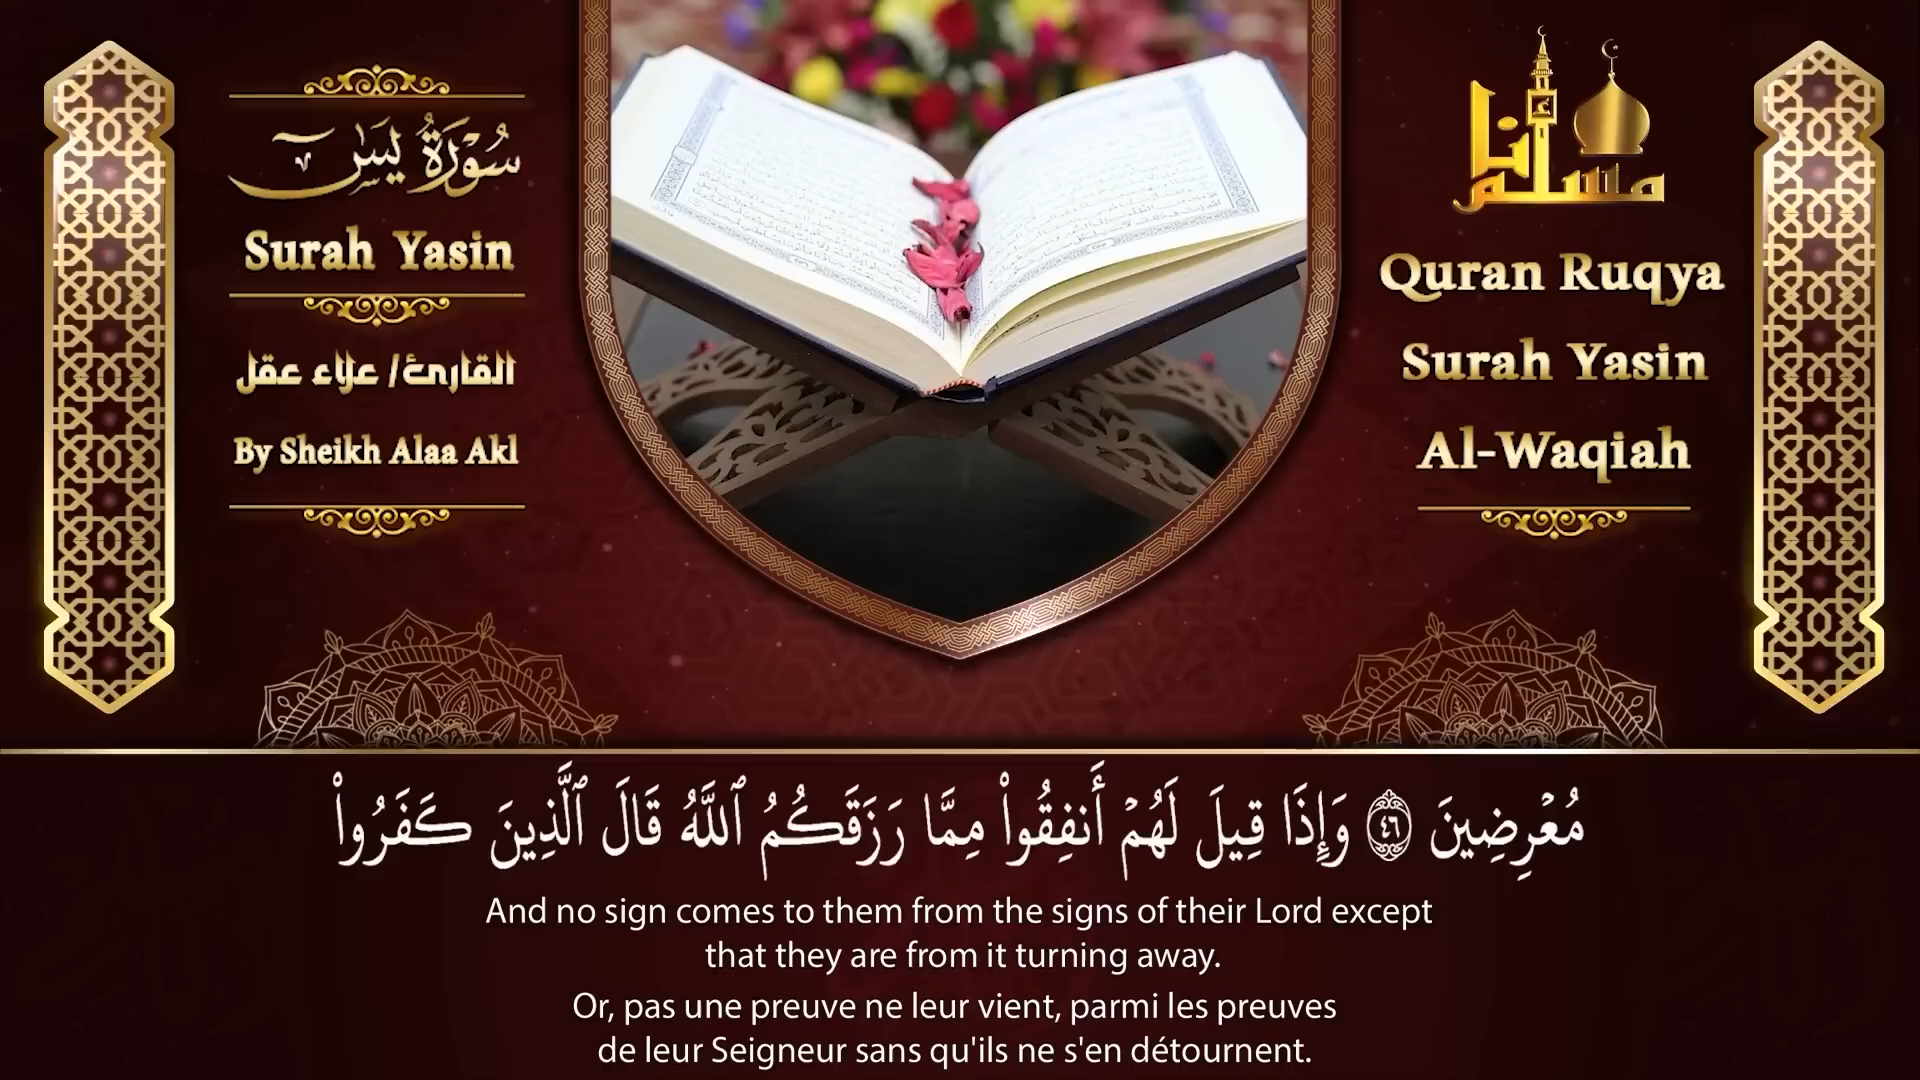 سُورَةُ يسٓ
Surah Yasin
القارئ/ علاء عقل
By Sheikh Alaa Akl
أنا مسلم
Quran Ruqya
Surah Yasin
Al-Waqiah
مُعْرِضِينَ ٤٦ وَإِذَا قِيلَ لَهُمْ أَنفِقُوا۟ مِمَّا رَزَقَكُمُ ٱللَّهُ قَالَ ٱلَّذِينَ كَفَرُوا۟
And no sign comes to them from the signs of their Lord except
that they are from it turning away.
Or, pas une preuve ne leur vient, parmi les preuves
de leur Seigneur sans qu'ils ne s'en détournent.